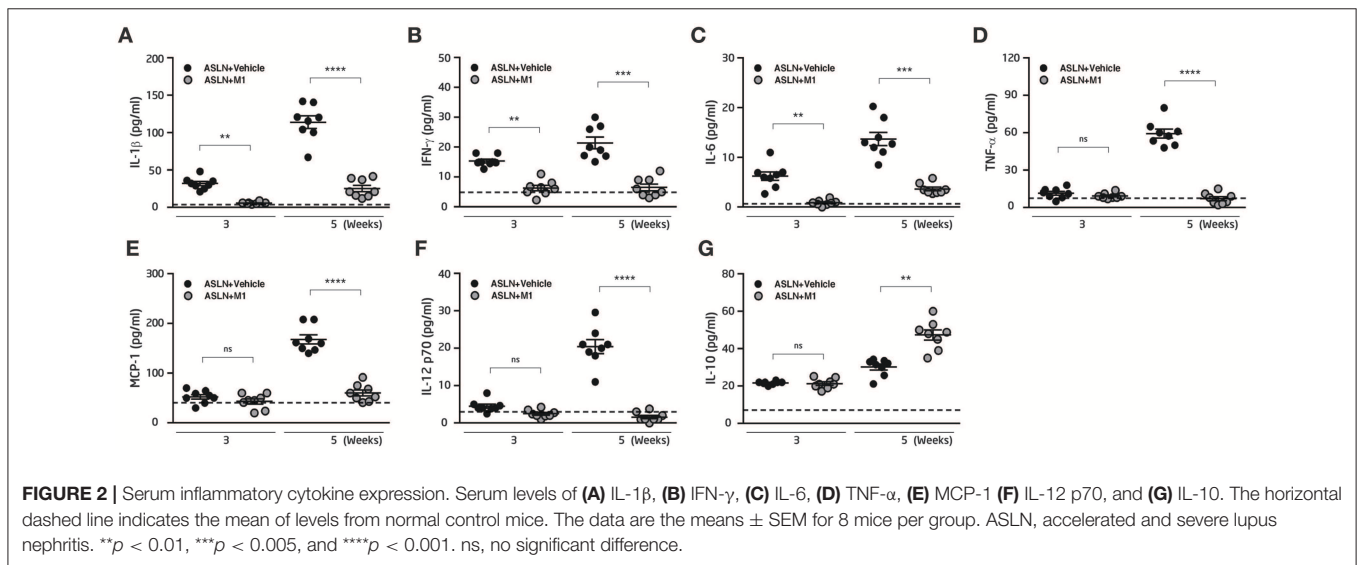 A
IL-1β (pg/ml)
200
150
100
50
0
ASLN+Vehicle
ASLN+M1
**
****
3
5 (Weeks)
B
IFN-γ (pg/ml)
50
40
30
20
10
0
ASLN+Vehicle
ASLN+M1
**
***
3
5 (Weeks)
C
IL-6 (pg/ml)
30
20
10
0
ASLN+Vehicle
ASLN+M1
**
***
3
5 (Weeks)
D
TNF-α (pg/ml)
120
90
60
30
0
ASLN+Vehicle
ASLN+M1
ns
****
3
5 (Weeks)
E
MCP-1 (pg/ml)
300
200
100
0
ASLN+Vehicle
ASLN+M1
ns
****
3
5 (Weeks)
F
IL-12 p70 (pg/ml)
40
30
20
10
0
ASLN+Vehicle
ASLN+M1
ns
****
3
5 (Weeks)
G
IL-10 (pg/ml)
80
60
40
20
0
ASLN+Vehicle
ASLN+M1
ns
**
3
5 (Weeks)
FIGURE 2 | Serum inflammatory cytokine expression. Serum levels of (A) IL-1β, (B) IFN-γ, (C) IL-6, (D) TNF-α, (E) MCP-1 (F) IL-12 p70, and (G) IL-10. The horizontal
dashed line indicates the mean of levels from normal control mice. The data are the means ± SEM for 8 mice per group. ASLN, accelerated and severe lupus
nephritis. **p < 0.01, ***p < 0.005, and ****p < 0.001. ns, no significant difference.